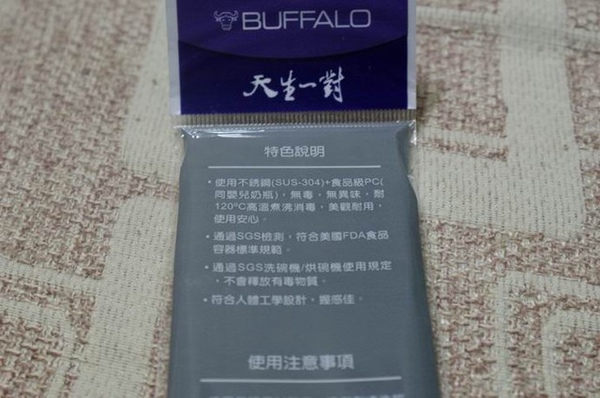 BUFFALO
天生一對
特色說明
•使用不銹鋼(SUS-304)+食品級PC(
同嬰兒奶瓶)，無毒，無異味，耐
120°C高溫煮沸消毒，美觀耐用，
使用安心。
•通過SGS檢測，符合美國FDA食品
容器標準規範。
•通過SGS洗碗機/烘碗機使用規定
，不會釋放有毒物質。
•符合人體工學設計，握感佳。
使用注意事項